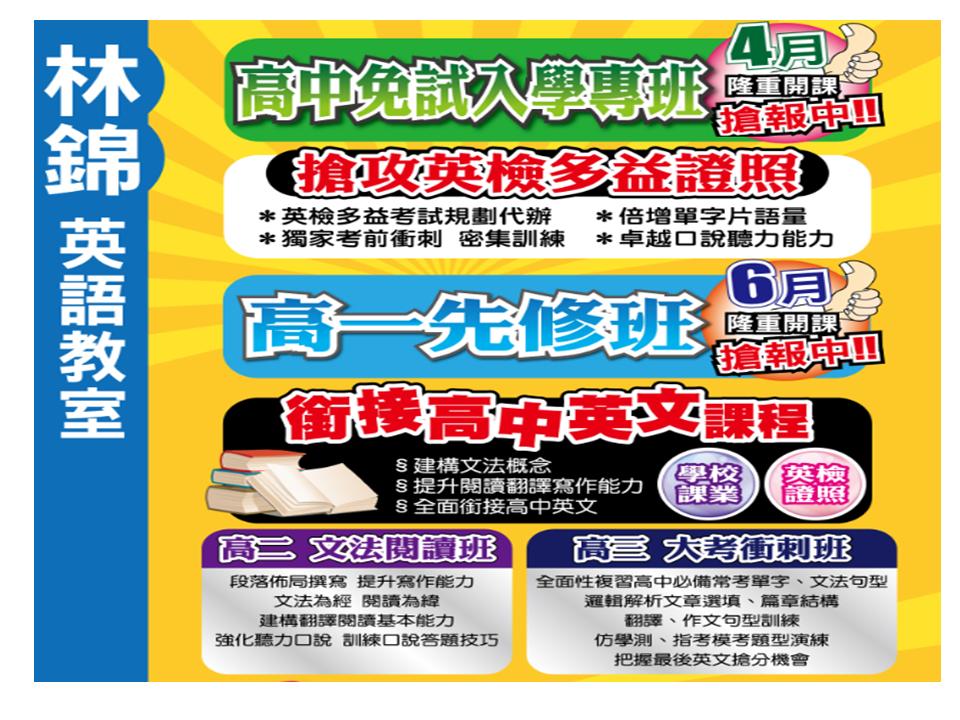 林錦 英語教室
高中免試入學專班
4月
隆重開課
搶報中!!
搶攻英檢多益證照
*英檢多益考試規劃代辦 *倍增單字片語量
*獨家考前衝刺 密集訓練 *卓越口說聽力能力
高一先修班
6月
隆重開課
搶報中!!
銜接高中英文課程
§建構文法概念
§提升閱讀翻譯寫作能力
§全面銜接高中英文
學校
課業
英檢
證照
高二 文法閱讀班
段落佈局撰寫 提升寫作能力
文法為經 閱讀為緯
建構翻譯閱讀基本能力
強化聽力口說 訓練口說答題技巧
高三 大考衝刺班
全面性複習高中必備常考單字、文法句型
邏輯解析文章選填、篇章結構
翻譯、作文句型訓練
仿學測、指考模考題型演練
把握最後英文搶分機會